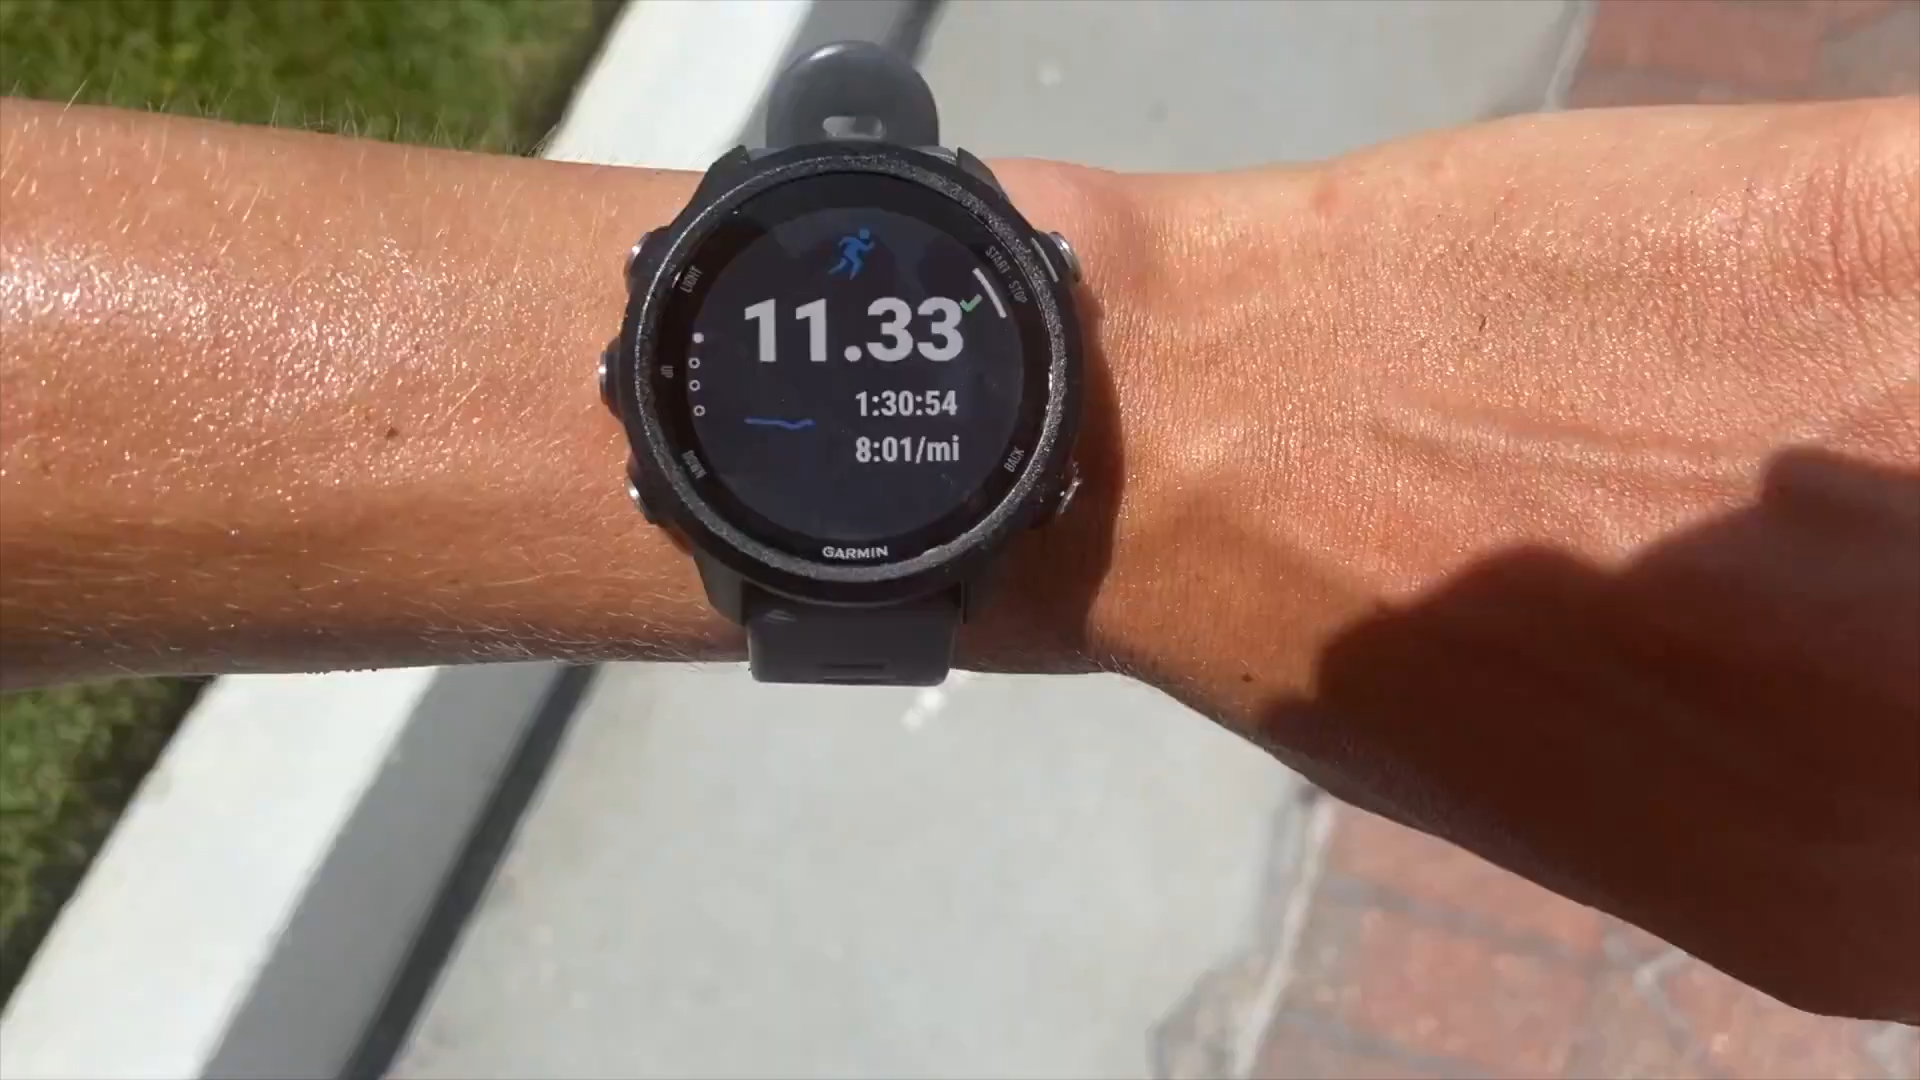 LIGHT
START STOP
11.33
UP
1:30:54
8:01/mi
DOWN
BACK
GARMIN